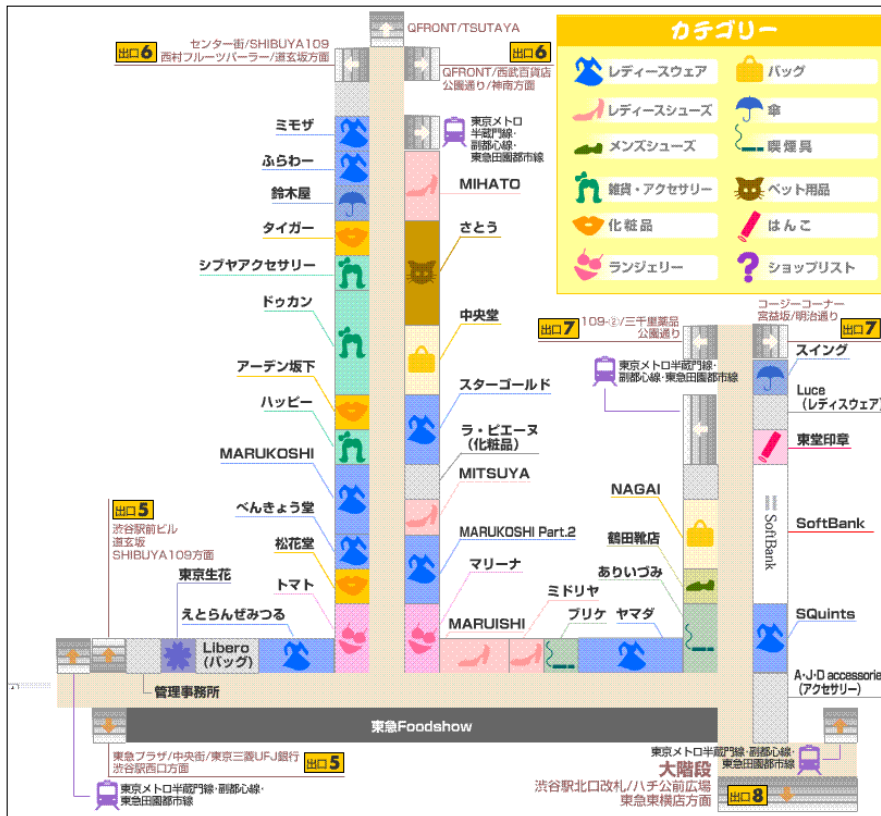 QFRONT/TSUTAYA
センター街/SHIBUYA109
西村フルーツパーラー/道玄坂方面
出口6
出口6
QFRONT/西武百貨店
公園通り/神南方面
カテゴリー
レディースウェア
バッグ
レディースシューズ
傘
メンズシューズ
喫煙具
雑貨・アクセサリー
ペット用品
化粧品
はんこ
ランジェリー
ショップリスト
東京メトロ
半蔵門線・
副都心線・
東急田園都市線
ミモザ
ふらわー
鈴木屋
タイガー
シブヤアクセサリー
ドゥカン
アーデン坂下
ハッピー
MARUKOSHI
べんきょう堂
松花堂
トマト
MIHATO
さとう
中央堂
スターゴールド
ラ・ピエーヌ
(化粧品)
MITSUYA
MARUKOSHI Part.2
マリーナ
MARUISHI
ミドリヤ
ブリケ
ヤマダ
出口7
109-②/三千里薬品
公園通り
東京メトロ半蔵門線・
副都心線・東急田園都市線
コージーコーナー
宮益坂/明治通り
出口7
スイング
Luce
(レディスウェア)
東堂印章
SoftBank
SoftBank
SQuints
A・J・D accessorie
(アクセサリー)
NAGAI
鶴田靴店
ありいづみ
出口5
渋谷駅前ビル
道玄坂
SHIBUYA109方面
東京生花
えとらんぜみつる
Libero
(バッグ)
管理事務所
東急Foodshow
東急プラザ/中央街/東京三菱UFJ銀行
渋谷駅西口方面
出口5
東京メトロ半蔵門線・副都心線・
東急田園都市線
東京メトロ半蔵門線・副都心線・
東急田園都市線
大階段
渋谷駅北口改札/ハチ公前広場
東急東横店方面
出口8